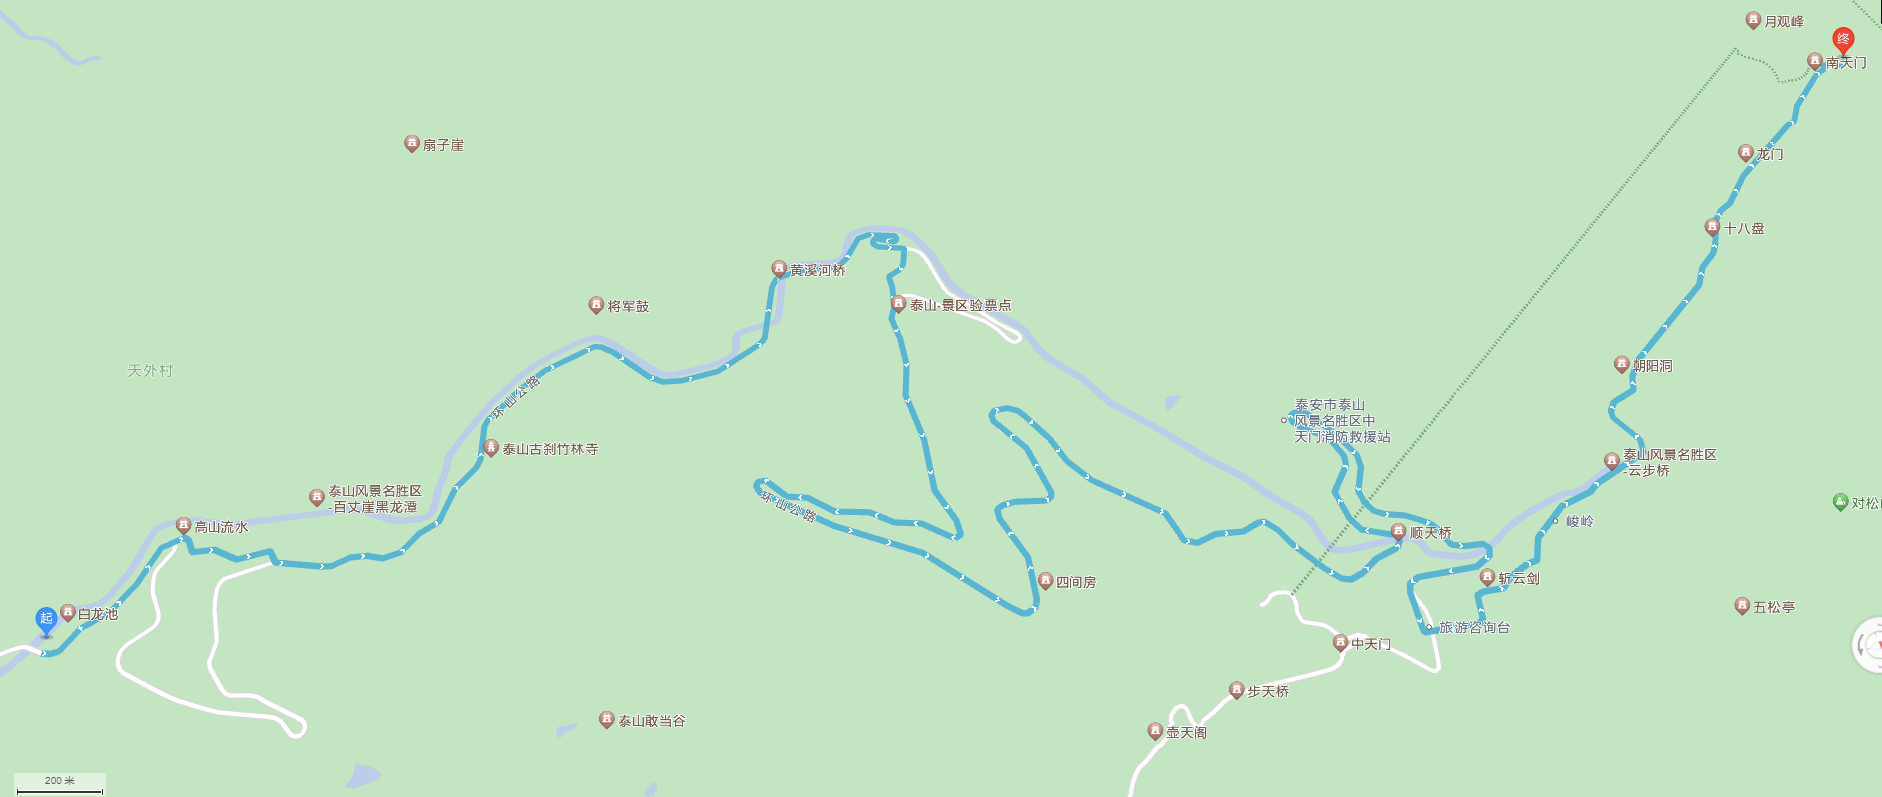 月观峰
终
南天门
扇子崖
龙门
十八盘
黄溪河桥
将军鼓
泰山-景区验票点
天外村
朝阳洞
环山公路
泰安市泰山
风景名胜区中
天门消防救援站
泰山古刹竹林寺
泰山风景名胜区
-云步桥
泰山风景名胜区
-百丈崖黑龙潭
环山公路
对松
高山流水
峻岭
顺天桥
四间房
斩云剑
起
白龙池
五松亭
旅游咨询台
中天门
步天桥
泰山敢当谷
壶天阁
200 米